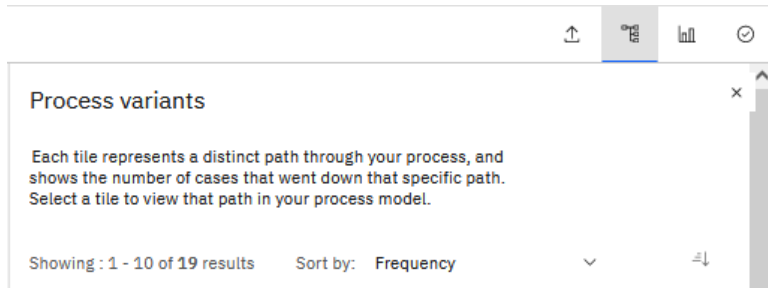 Process variants
Each tile represents a distinct path through your process, and
shows the number of cases that went down that specific path.
Select a tile to view that path in your process model.
Showing : 1 - 10 of 19 results Sort by: Frequency